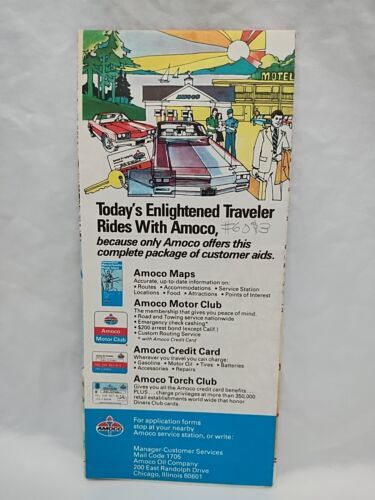 MOTEL
AMOCO
Today's Enlightened Traveler
Rides With Amoco,
because only Amoco offers this
complete package of customer aids.
Amoco Maps
Accurate, up-to-date information on:
• Routes • Accommodations • Service Station
Locations • Food • Attractions • Points of Interest
Amoco
Motor Club
Amoco Motor Club
The membership that gives you peace of mind.
• Road and Towing service nationwide
• Emergency check cashing*
• $200 arrest bond (except Calif.)
• Custom Routing Service
* with Amoco Credit Card
Amoco Credit Card
Wherever you travel you can charge:
• Gasoline • Motor Oil • Tires • Batteries
• Accessories • Repairs
Amoco Torch Club
Gives you all the Amoco credit card benefits
PLUS . . . charge privileges at more than 350,000
retail establishments world wide that honor
Diners Club cards.
AMOCO
For application forms
stop at your nearby
Amoco service station, or write:
Manager-Customer Services
Mail Code 1705
Amoco Oil Company
200 East Randolph Drive
Chicago, Illinois 60601